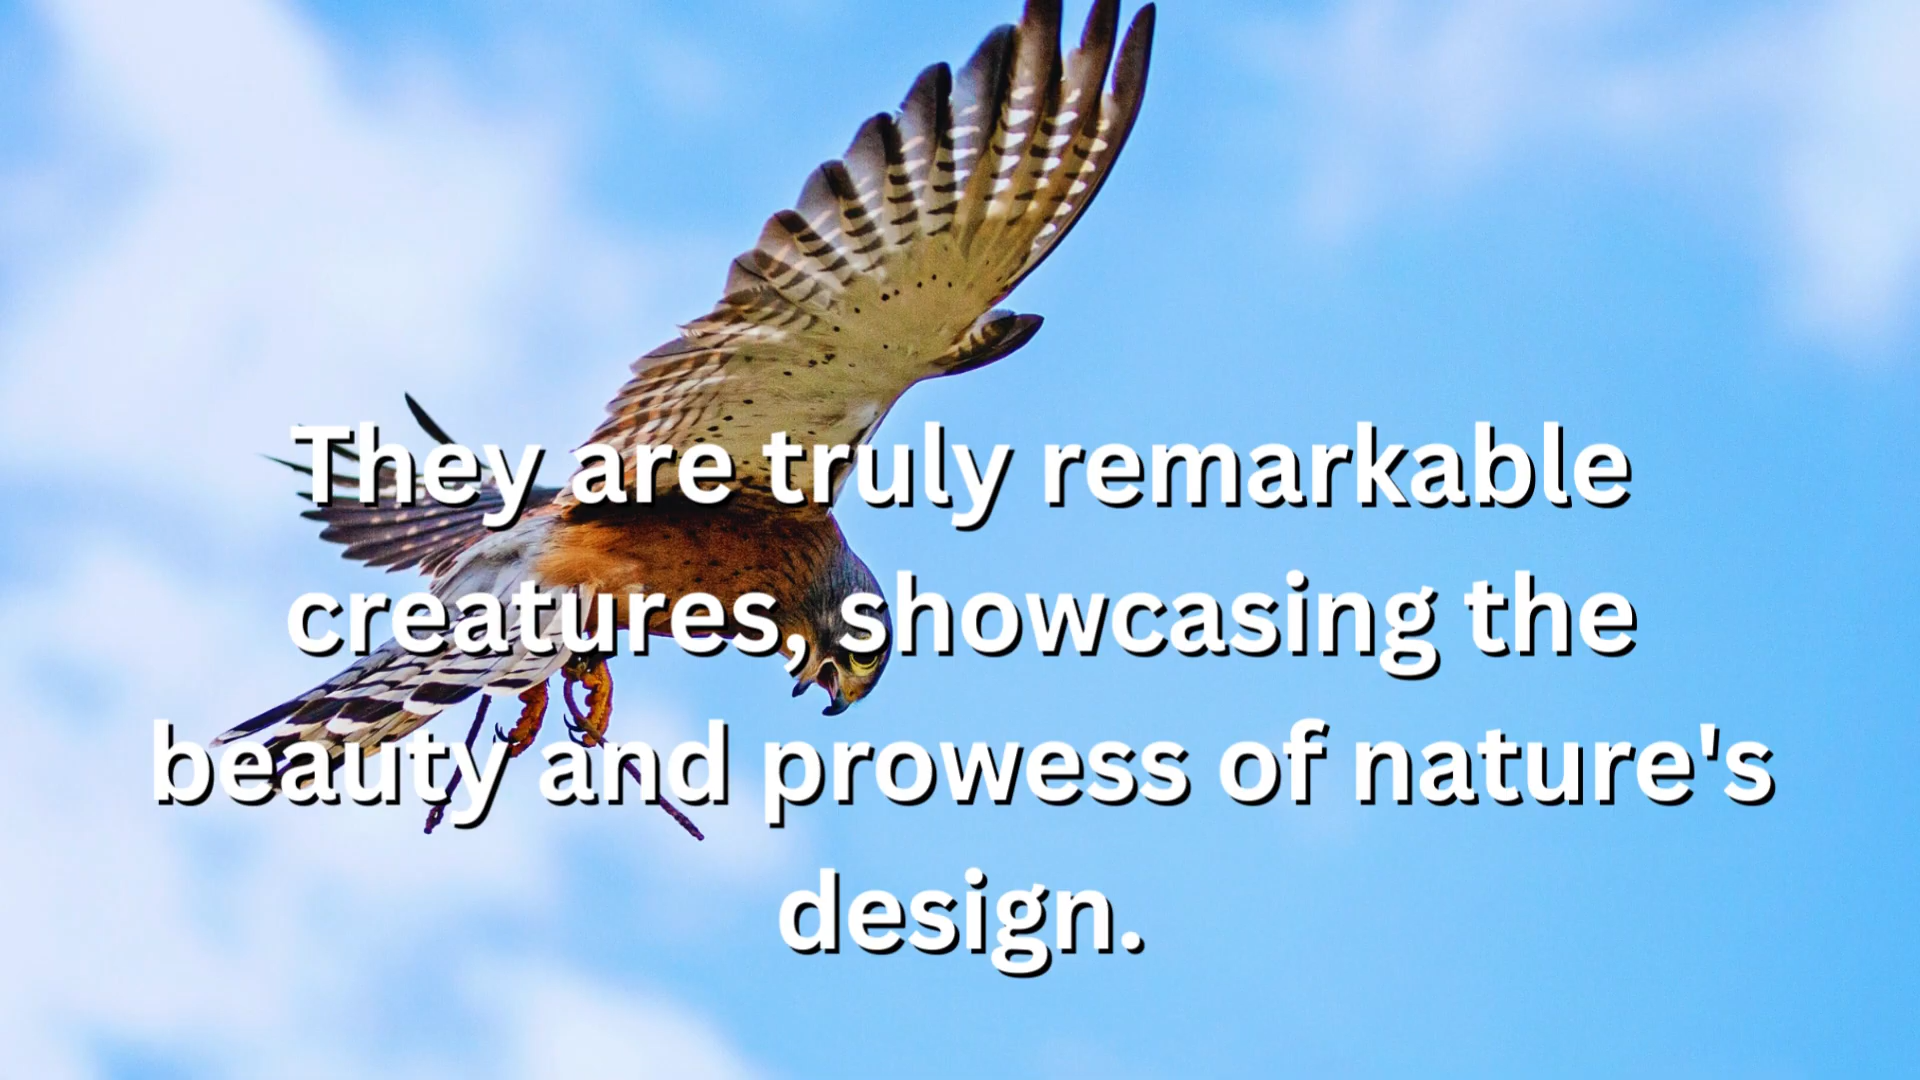 They are truly remarkable
creatures, showcasing the
beauty and prowess of nature's
design.